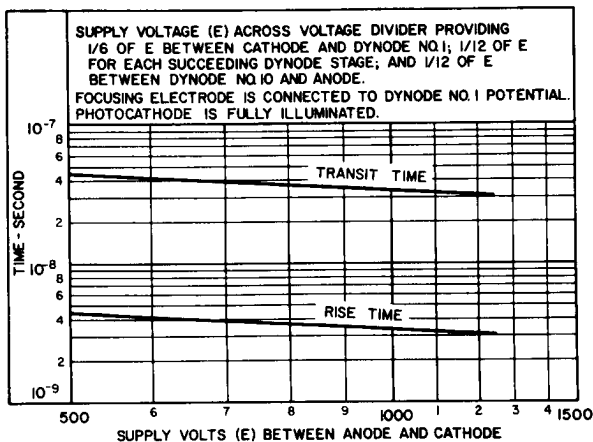 SUPPLY VOLTAGE (E) ACROSS VOLTAGE DIVIDER PROVIDING
1/6 OF E BETWEEN CATHODE AND DYNODE NO.1; 1/12 OF E
FOR EACH SUCCEEDING DYNODE STAGE; AND 1/12 OF E
BETWEEN DYNODE NO.10 AND ANODE.
FOCUSING ELECTRODE IS CONNECTED TO DYNODE NO.1 POTENTIAL.
PHOTOCATHODE IS FULLY ILLUMINATED.
10-7
8
6
4
2
10-8
8
6
4
2
10-9
TIME-SECOND
TRANSIT TIME
RISE TIME
500 6 7 8 9 1000 1 2 3 4 1500
SUPPLY VOLTS (E) BETWEEN ANODE AND CATHODE